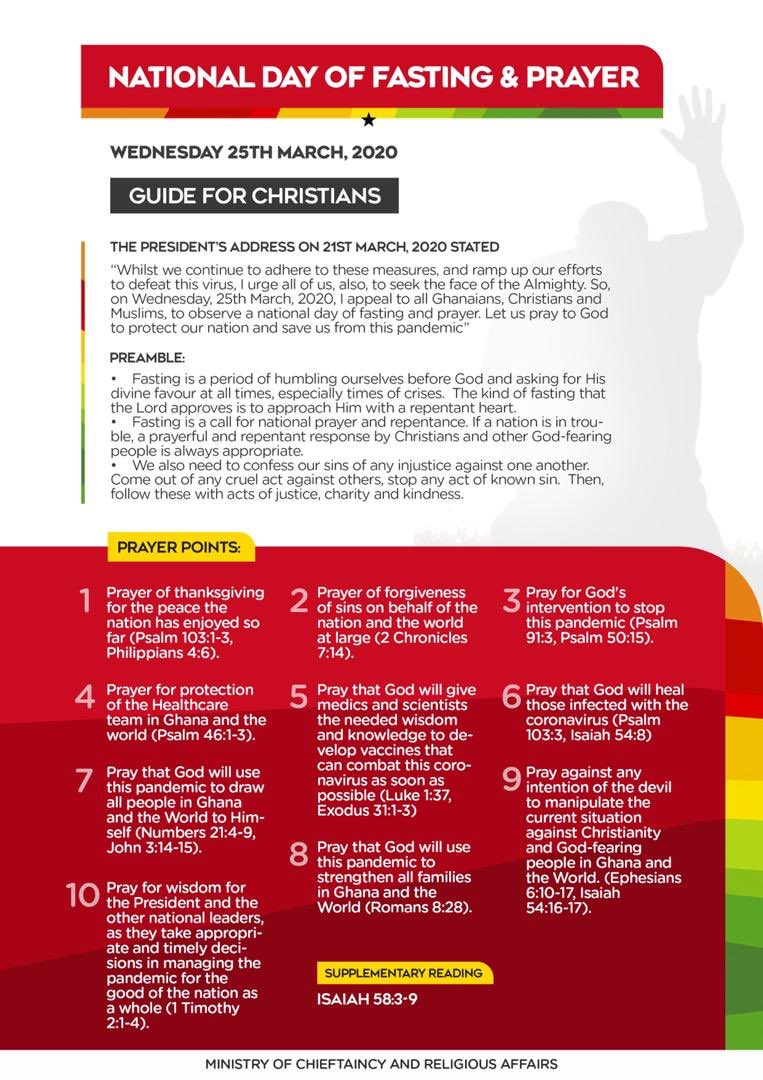 NATIONAL DAY OF FASTING & PRAYER
WEDNESDAY 25TH MARCH, 2020
GUIDE FOR CHRISTIANS
THE PRESIDENT'S ADDRESS ON 21ST MARCH, 2020 STATED
“Whilst we continue to adhere to these measures, and ramp up our efforts
to defeat this virus, I urge all of us, also, to seek the face of the Almighty. So,
on Wednesday, 25th March, 2020, I appeal to all Ghanaians, Christians and
Muslims, to observe a national day of fasting and prayer. Let us pray to God
to protect our nation and save us from this pandemic”
PREAMBLE:
• Fasting is a period of humbling ourselves before God and asking for His
divine favour at all times, especially times of crises. The kind of fasting that
the Lord approves is to approach Him with a repentant heart.
• Fasting is a call for national prayer and repentance. If a nation is in trou-
ble, a prayerful and repentant response by Christians and other God-fearing
people is always appropriate.
• We also need to confess our sins of any injustice against one another.
Come out of any cruel act against others, stop any act of known sin. Then,
follow these with acts of justice, charity and kindness.
PRAYER POINTS:
1 Prayer of thanksgiving
for the peace the
nation has enjoyed so
far (Psalm 103:1-3,
Philippians 4:6).
2 Prayer of forgiveness
of sins on behalf of the
nation and the world
at large (2 Chronicles
7:14).
3 Pray for God's
intervention to stop
this pandemic (Psalm
91:3, Psalm 50:15).
4 Prayer for protection
of the Healthcare
team in Ghana and the
world (Psalm 46:1-3).
5 Pray that God will give
medics and scientists
the needed wisdom
and knowledge to de-
velop vaccines that
can combat this coro-
navirus as soon as
possible (Luke 1:37,
Exodus 31:1-3)
6 Pray that God will heal
those infected with the
coronavirus (Psalm
103:3, Isaiah 54:8)
7 Pray that God will use
this pandemic to draw
all people in Ghana
and the World to Him-
self (Numbers 21:4-9,
John 3:14-15).
8 Pray that God will use
this pandemic to
strengthen all families
in Ghana and the
World (Romans 8:28).
9 Pray against any
intention of the devil
to manipulate the
current situation
against Christianity
and God-fearing
people in Ghana and
the World. (Ephesians
6:10-17, Isaiah
54:16-17).
10 Pray for wisdom for
the President and the
other national leaders,
as they take appropri-
ate and timely deci-
sions in managing the
pandemic for the
good of the nation as
a whole (1 Timothy
2:1-4).
SUPPLEMENTARY READING
ISAIAH 58:3-9
MINISTRY OF CHIEFTAINCY AND RELIGIOUS AFFAIRS